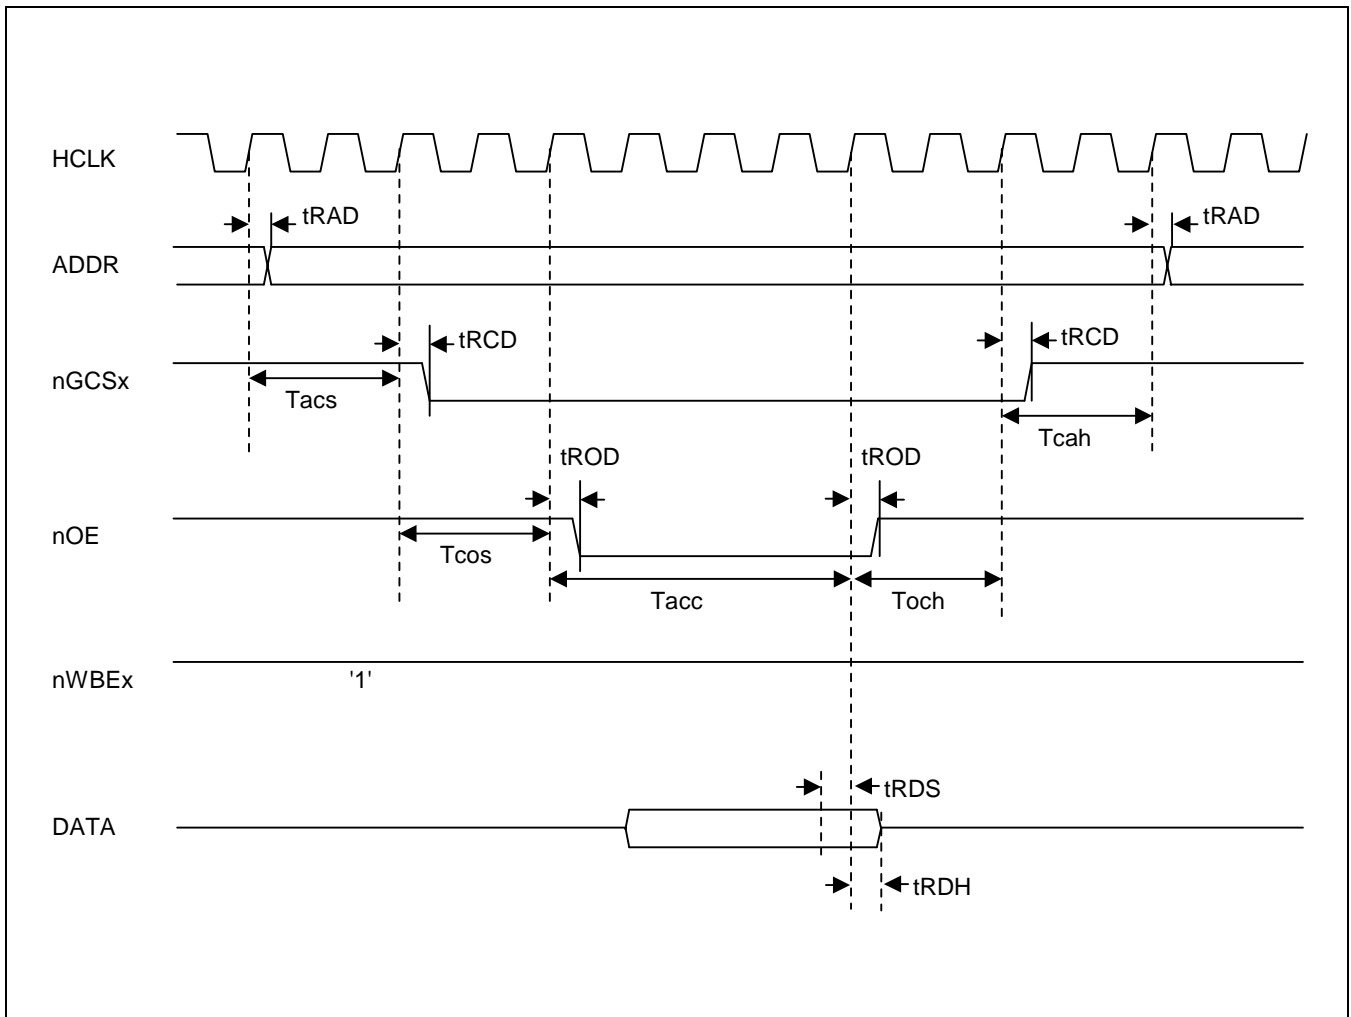 HCLK
tRAD
tRAD
ADDR
tRCD
tRCD
nGCSx
Tacs
Tcah
tROD
tROD
nOE
Tcos
Tacc
Toch
nWBEx
'1'
tRDS
DATA
tRDH